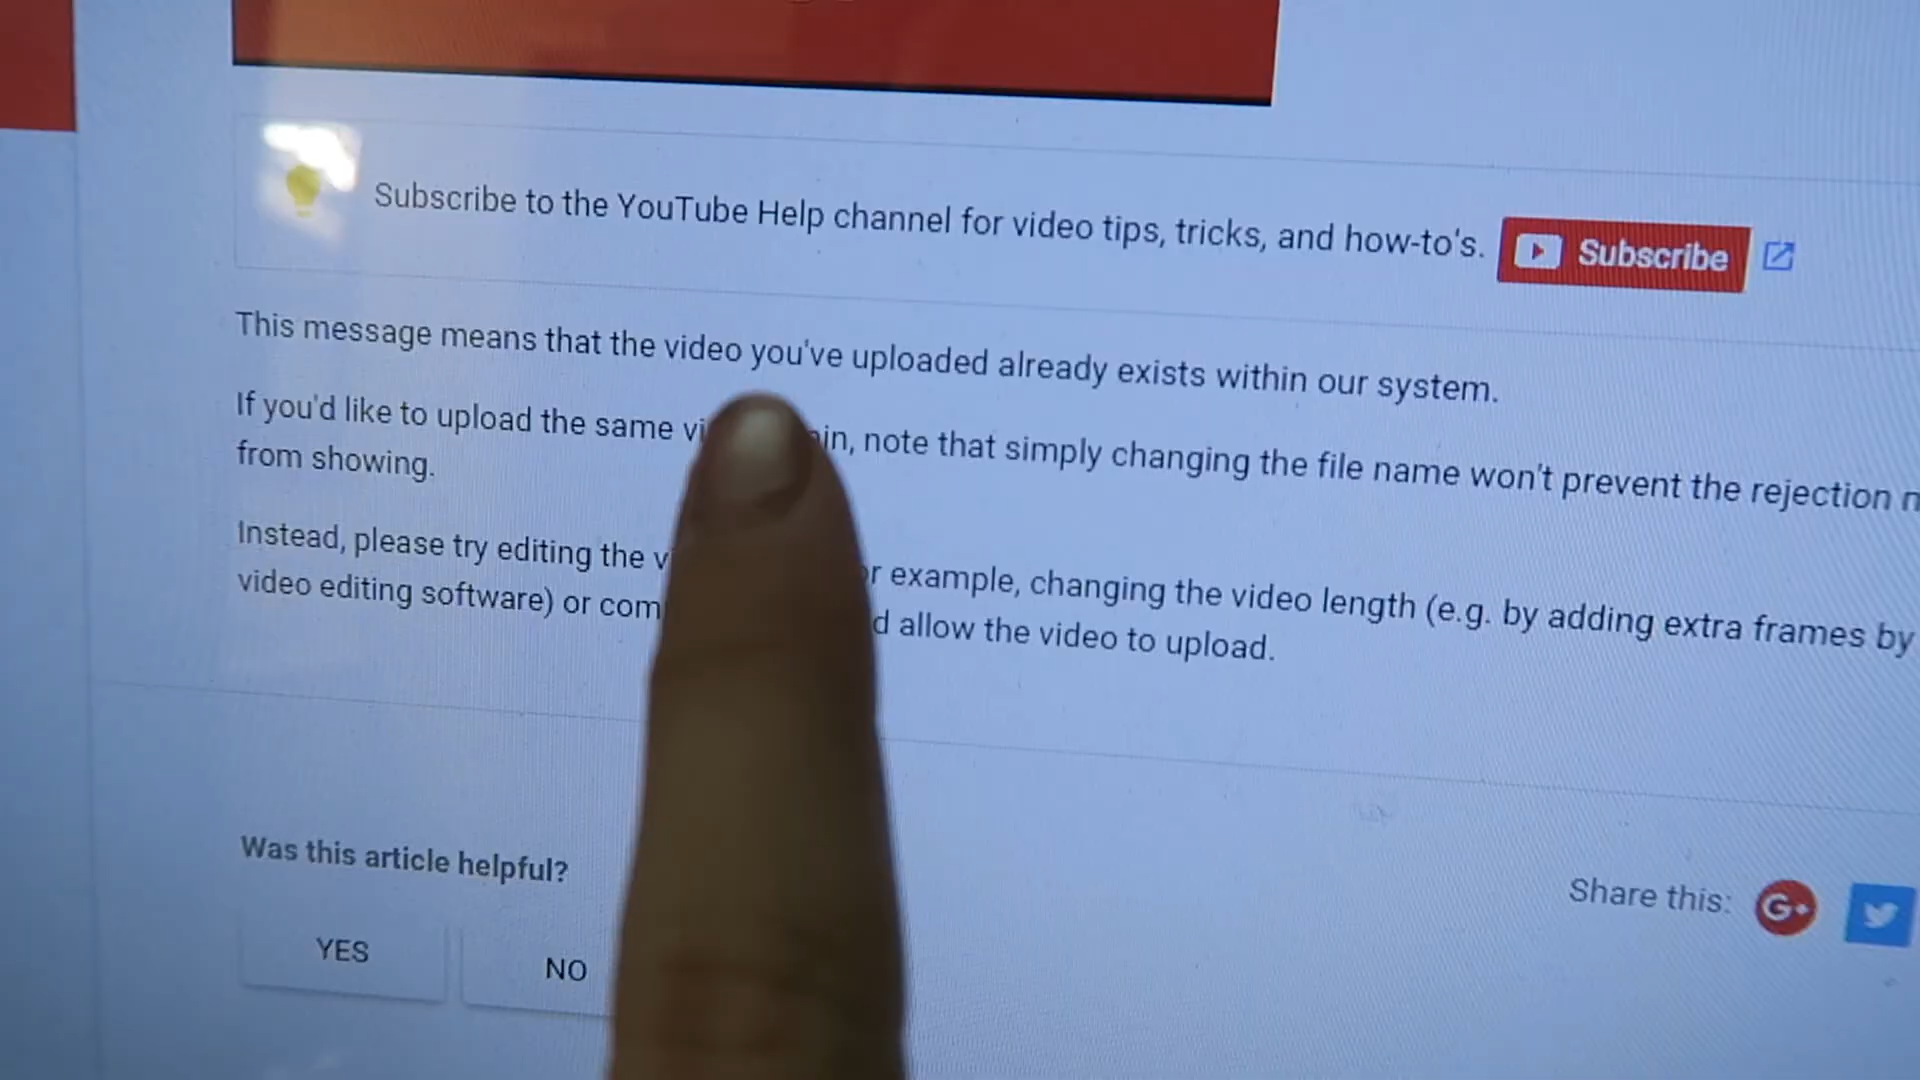 Subscribe to the YouTube Help channel for video tips, tricks, and how-to's. Subscribe
This message means that the video you've uploaded already exists within our system.
If you'd like to upload the same in, note that simply changing the file name won't prevent the rejection
from showing.
Instead, please try editing the example, changing the video length (e.g. by adding extra frames by
video editing software) or allow the video to upload.
Was this article helpful?
Share this: G+
YES NO